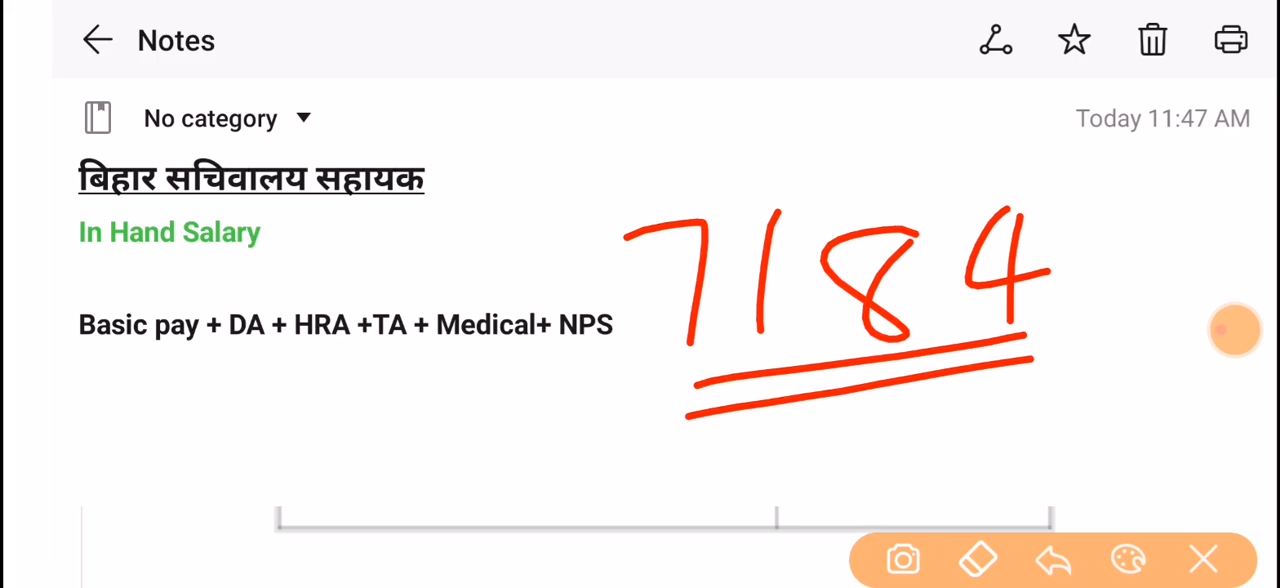 Notes
No category
Today 11:47 AM
बिहार सचिवालय सहायक
In Hand Salary
7184
Basic pay + DA + HRA +TA + Medical+ NPS